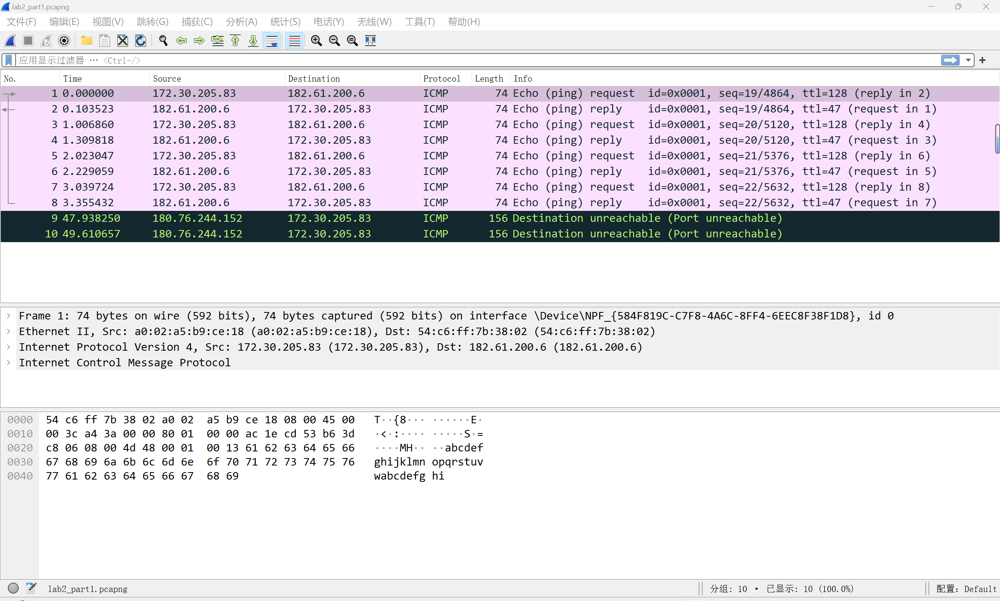 lab2_part1.pcapng
文件(F) 编辑(E) 视图(V) 跳转(G) 捕获(C) 分析(A) 统计(S) 电话(Y) 无线(W) 工具(T) 帮助(H)
应用显示过滤器 … <Ctrl-/>
No. Time Source Destination Protocol Length Info
1 0.000000 172.30.205.83 182.61.200.6 ICMP 74 Echo (ping) request id=0x0001, seq=19/4864, ttl=128 (reply in 2)
2 0.103523 182.61.200.6 172.30.205.83 ICMP 74 Echo (ping) reply id=0x0001, seq=19/4864, ttl=47 (request in 1)
3 1.006860 172.30.205.83 182.61.200.6 ICMP 74 Echo (ping) request id=0x0001, seq=20/5120, ttl=128 (reply in 4)
4 1.309818 182.61.200.6 172.30.205.83 ICMP 74 Echo (ping) reply id=0x0001, seq=20/5120, ttl=47 (request in 3)
5 2.023047 172.30.205.83 182.61.200.6 ICMP 74 Echo (ping) request id=0x0001, seq=21/5376, ttl=128 (reply in 6)
6 2.229059 182.61.200.6 172.30.205.83 ICMP 74 Echo (ping) reply id=0x0001, seq=21/5376, ttl=47 (request in 5)
7 3.039724 172.30.205.83 182.61.200.6 ICMP 74 Echo (ping) request id=0x0001, seq=22/5632, ttl=128 (reply in 8)
8 3.355432 182.61.200.6 172.30.205.83 ICMP 74 Echo (ping) reply id=0x0001, seq=22/5632, ttl=47 (request in 7)
9 47.938250 180.76.244.152 172.30.205.83 ICMP 156 Destination unreachable (Port unreachable)
10 49.610657 180.76.244.152 172.30.205.83 ICMP 156 Destination unreachable (Port unreachable)
Frame 1: 74 bytes on wire (592 bits), 74 bytes captured (592 bits) on interface \Device\NPF_{584F819C-C7F8-4A6C-8FF4-6EEC8F38F1D8}, id 0
Ethernet II, Src: a0:02:a5:b9:ce:18 (a0:02:a5:b9:ce:18), Dst: 54:c6:ff:7b:38:02 (54:c6:ff:7b:38:02)
Internet Protocol Version 4, Src: 172.30.205.83 (172.30.205.83), Dst: 182.61.200.6 (182.61.200.6)
Internet Control Message Protocol
0000 54 c6 ff 7b 38 02 a0 02 a5 b9 ce 18 08 00 45 00 T··{8··· ······E·
0010 00 3c a4 3a 00 00 80 01 00 00 ac 1e cd 53 b6 3d ·<·:···· ·····S·=
0020 c8 06 08 00 4d 48 00 01 00 13 61 62 63 64 65 66 ····MH·· ··abcdef
0030 67 68 69 6a 6b 6c 6d 6e 6f 70 71 72 73 74 75 76 ghijklmn opqrstuv
0040 77 61 62 63 64 65 66 67 68 69 wabcdefg hi
lab2_part1.pcapng 分组: 10 · 已显示: 10 (100.0%) 配置: Default